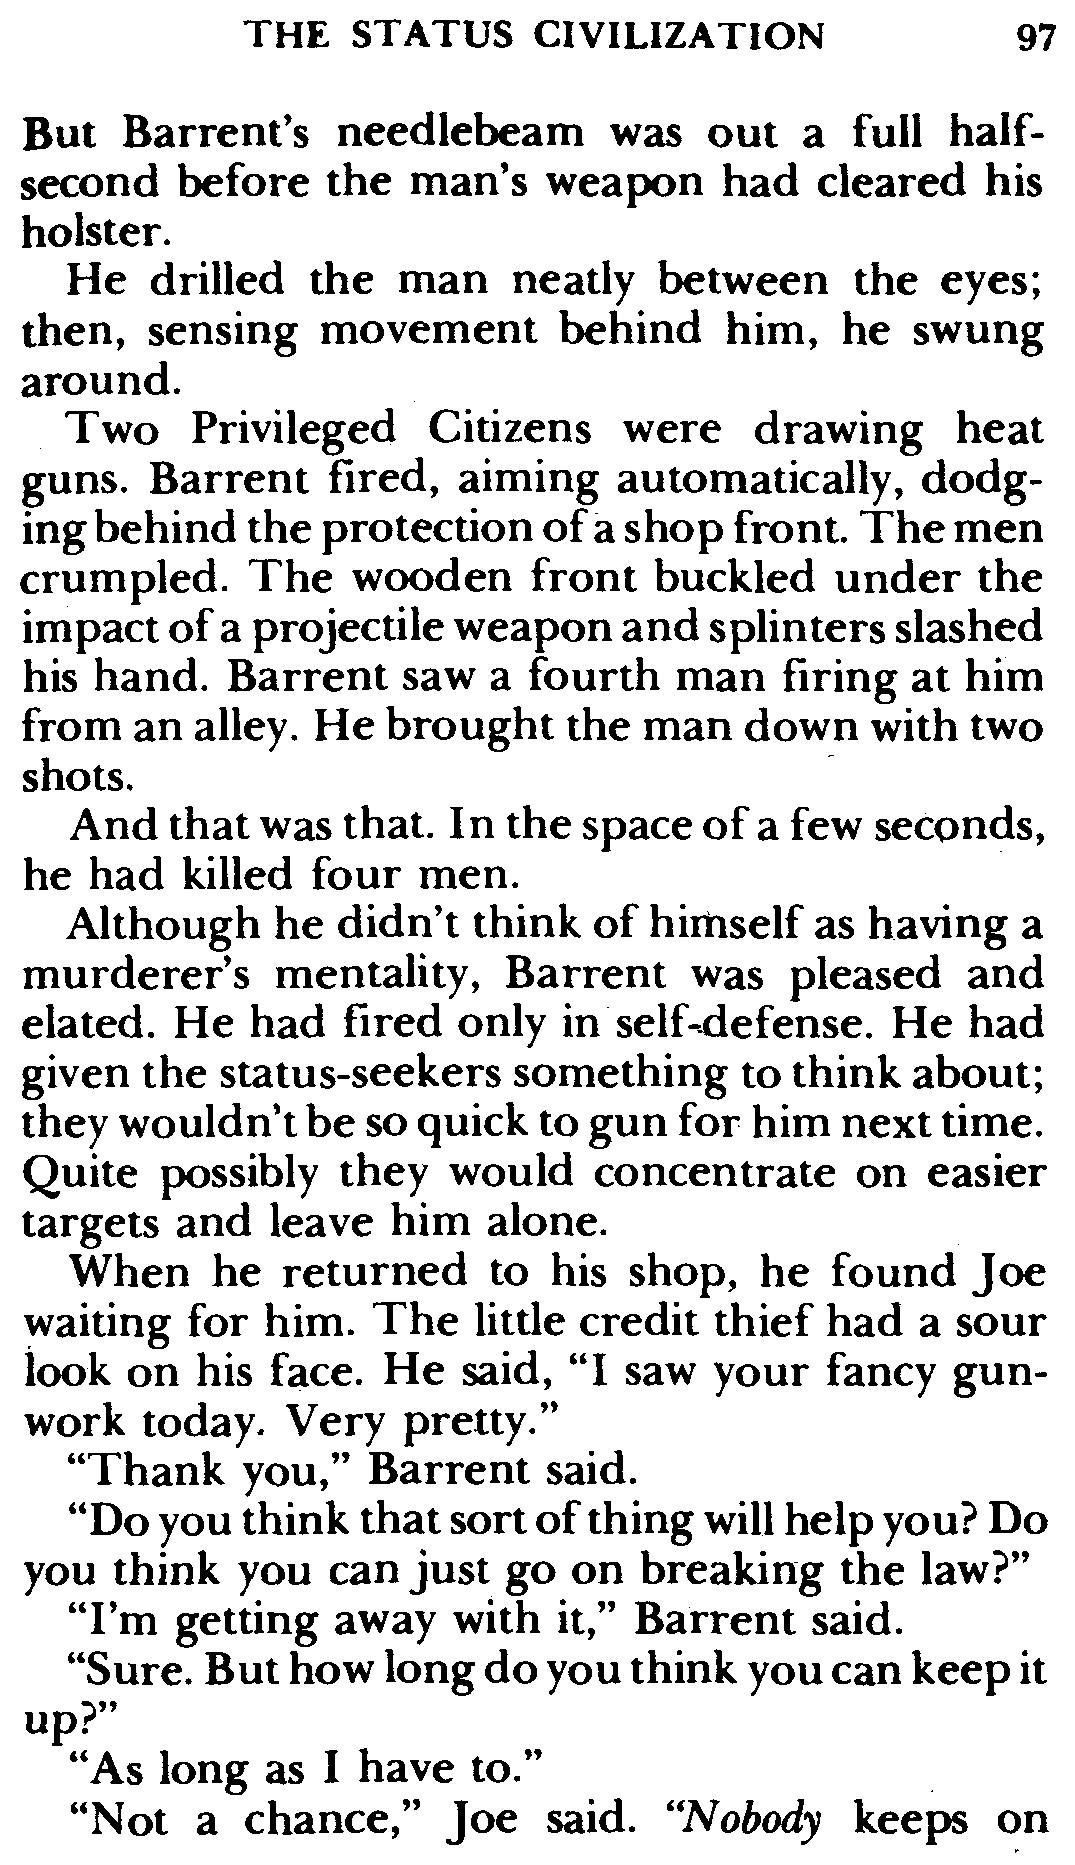 THE STATUS CIVILIZATION 97
But Barrent's needlebeam was out a full half-
second before the man's weapon had cleared his
holster.
He drilled the man neatly between the eyes;
then, sensing movement behind him, he swung
around.
Two Privileged Citizens were drawing heat
guns. Barrent fired, aiming automatically, dodg-
ing behind the protection of a shop front. The men
crumpled. The wooden front buckled under the
impact of a projectile weapon and splinters slashed
his hand. Barrent saw a fourth man firing at him
from an alley. He brought the man down with two
shots.
And that was that. In the space of a few seconds,
he had killed four men.
Although he didn't think of himself as having a
murderer's mentality, Barrent was pleased and
elated. He had fired only in self-defense. He had
given the status-seekers something to think about;
they wouldn't be so quick to gun for him next time.
Quite possibly they would concentrate on easier
targets and leave him alone.
When he returned to his shop, he found Joe
waiting for him. The little credit thief had a sour
look on his face. He said, “I saw your fancy gun-
work today. Very pretty.”
“Thank you,” Barrent said.
“Do you think that sort of thing will help you? Do
you think you can just go on breaking the law?”
“I'm getting away with it,” Barrent said.
“Sure. But how long do you think you can keep it
up?”
“As long as I have to.”
“Not a chance,” Joe said. “Nobody keeps on